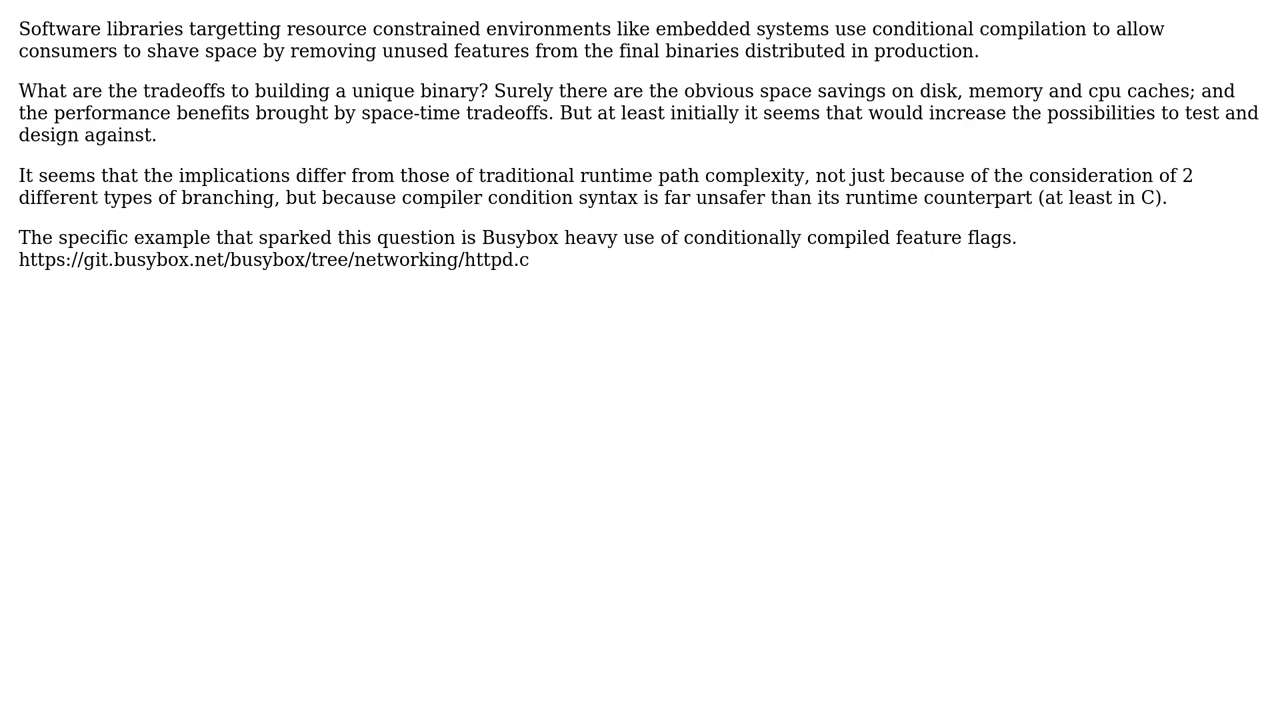 Software libraries targetting resource constrained environments like embedded systems use conditional compilation to allow
consumers to shave space by removing unused features from the final binaries distributed in production.
What are the tradeoffs to building a unique binary? Surely there are the obvious space savings on disk, memory and cpu caches; and
the performance benefits brought by space-time tradeoffs. But at least initially it seems that would increase the possibilities to test and
design against.
It seems that the implications differ from those of traditional runtime path complexity, not just because of the consideration of 2
different types of branching, but because compiler condition syntax is far unsafer than its runtime counterpart (at least in C).
The specific example that sparked this question is Busybox heavy use of conditionally compiled feature flags.
https://git.busybox.net/busybox/tree/networking/httpd.c